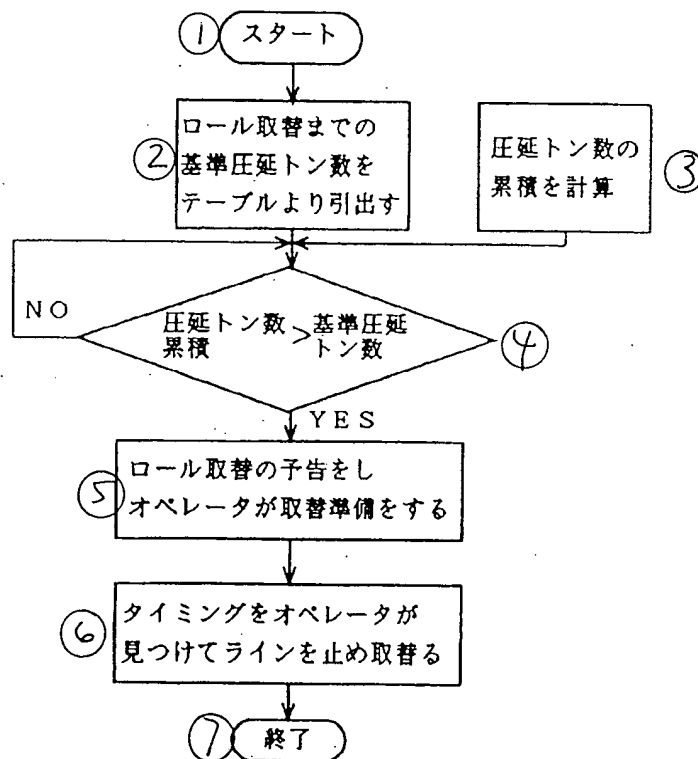 ① スタート
ロール取替までの
② 基準圧延トン数を
テーブルより引出す
圧延トン数の
累積を計算
③
NO
圧延トン数 > 基準圧延
累積 トン数
④
YES
ロール取替の予告をし
⑤ オペレータが取替準備をする
タイミングをオペレータが
⑥ 見つけてラインを止め取替る
⑦ 終了